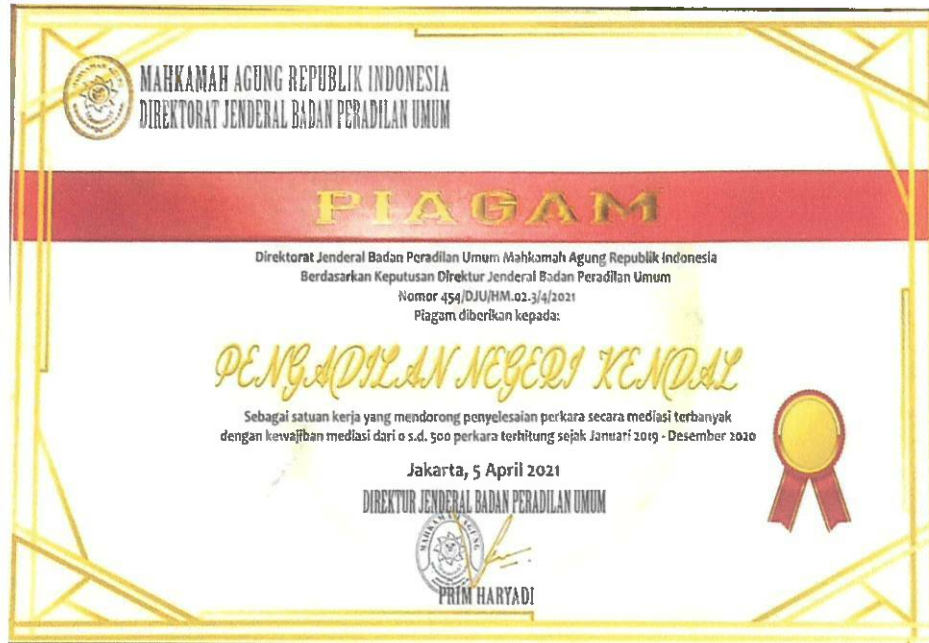 MAHKAMAH AGUNG REPUBLIK INDONESIA
DIREKTORAT JENDERAL BADAN PERADILAN UMUM
PIAGAM
Direktorat Jenderal Badan Peradilan Umum Mahkamah Agung Republik Indonesia
Berdasarkan Keputusan Direktur Jenderal Badan Peradilan Umum
Nomor 454/DJU/HM.02.3/4/2021
Piagam diberikan kepada:
PENGADILAN NEGERI KENDAL
Sebagai satuan kerja yang mendorong penyelesaian perkara secara mediasi terbanyak
dengan kewajiban mediasi dari 0 s.d. 500 perkara terhitung sejak Januari 2019 - Desember 2020
Jakarta, 5 April 2021
DIREKTUR JENDERAL BADAN PERADILAN UMUM
MAHKAMAH AGUNG
PRIM HARYADI